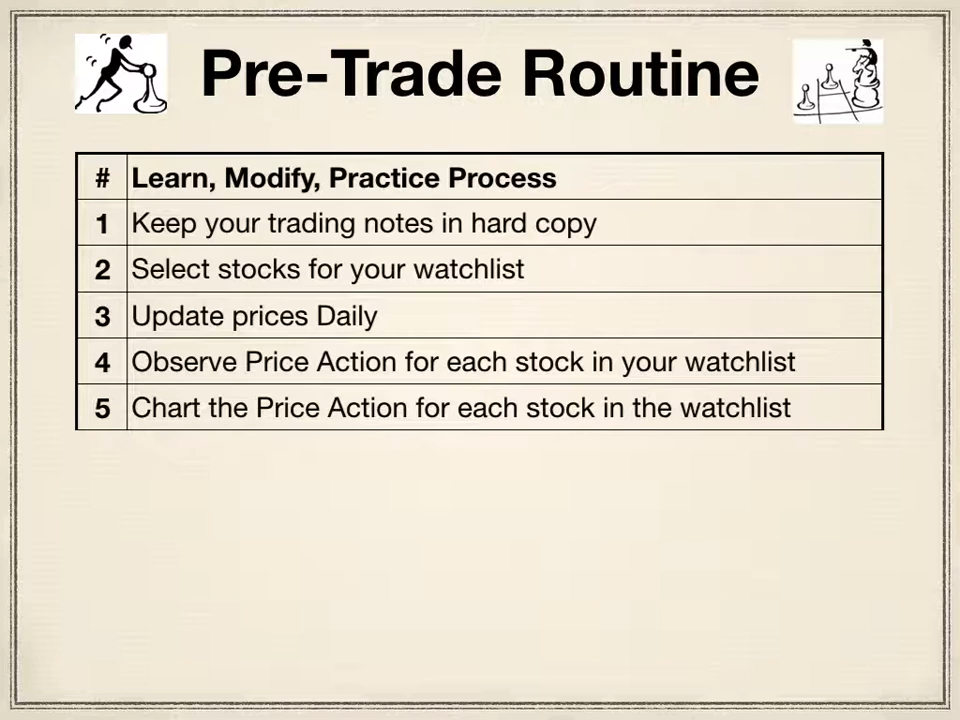 Pre-Trade Routine
# Learn, Modify, Practice Process
1 Keep your trading notes in hard copy
2 Select stocks for your watchlist
3 Update prices Daily
4 Observe Price Action for each stock in your watchlist
5 Chart the Price Action for each stock in the watchlist